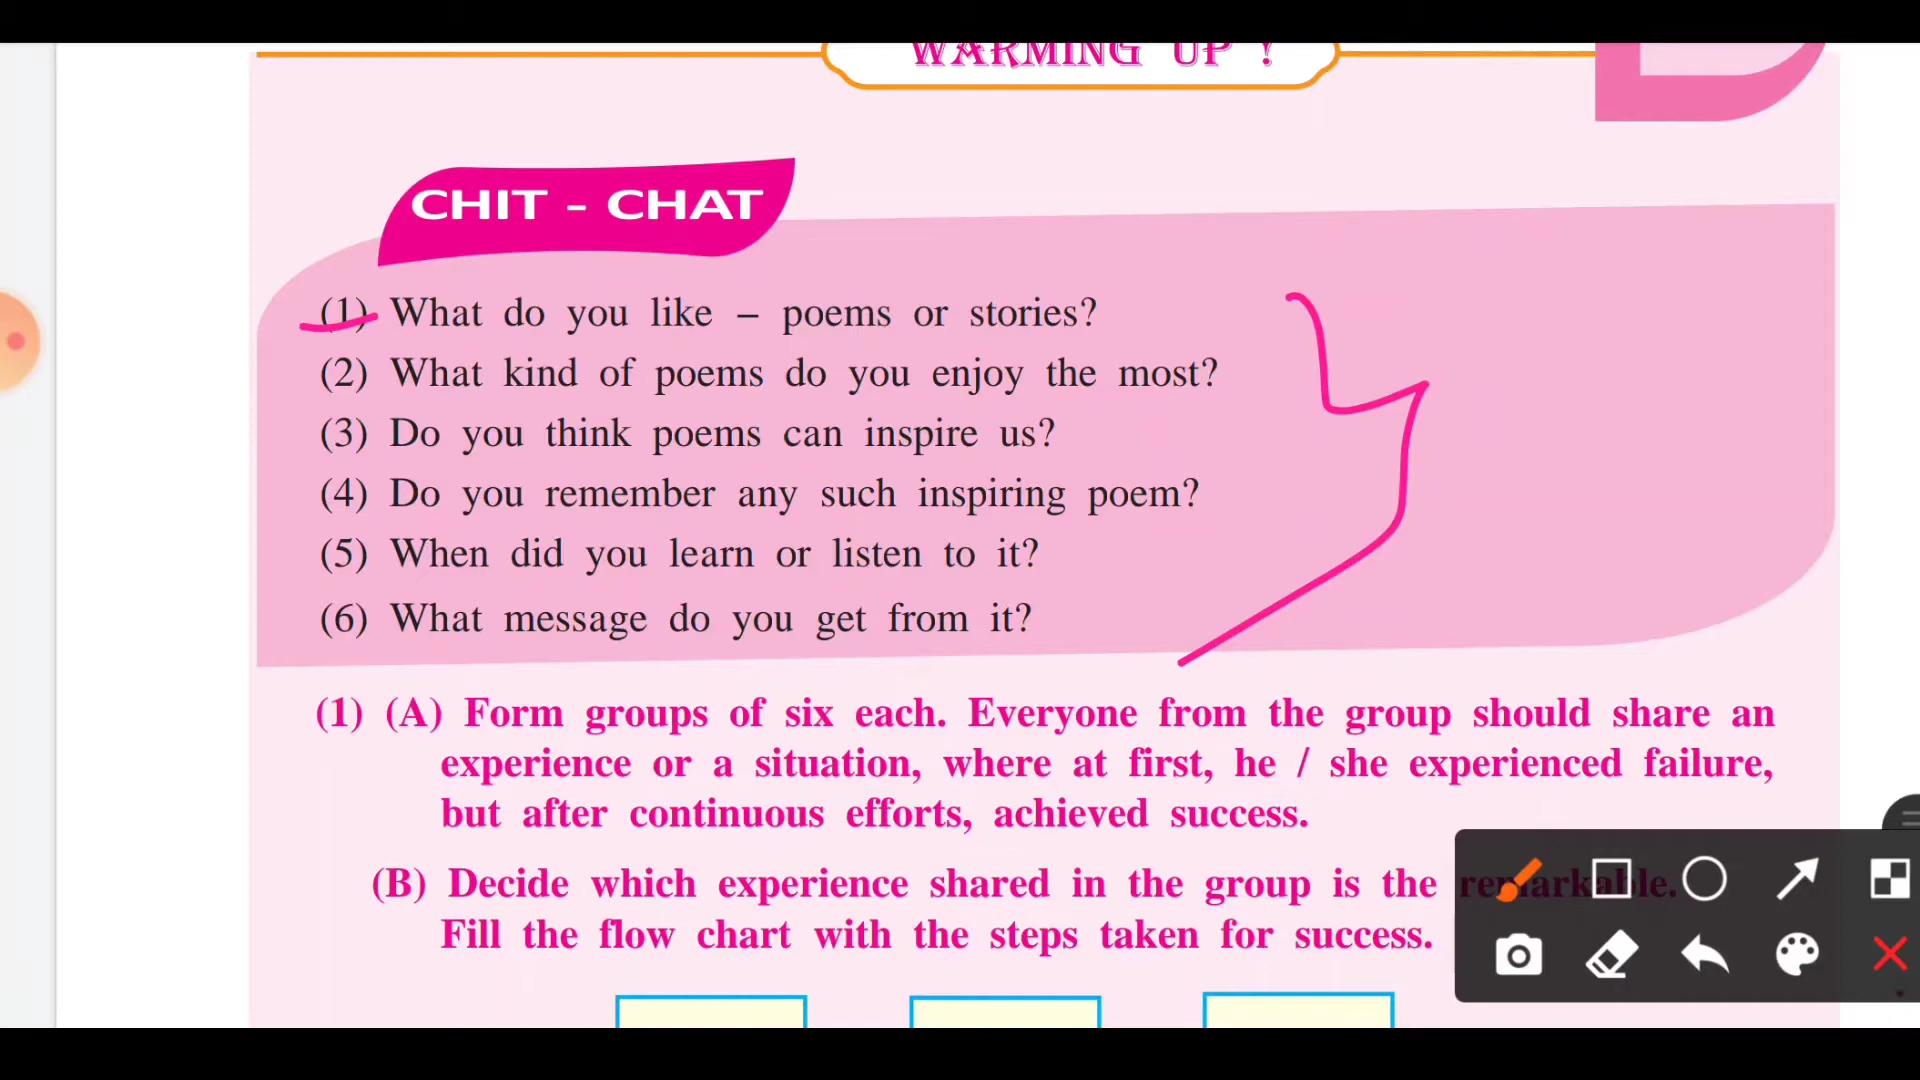 WARMING UP !
CHIT - CHAT
(1) What do you like – poems or stories?
(2) What kind of poems do you enjoy the most?
(3) Do you think poems can inspire us?
(4) Do you remember any such inspiring poem?
(5) When did you learn or listen to it?
(6) What message do you get from it?
(1) (A) Form groups of six each. Everyone from the group should share an
experience or a situation, where at first, he / she experienced failure,
but after continuous efforts, achieved success.
(B) Decide which experience shared in the group is the remarkable.
Fill the flow chart with the steps taken for success.